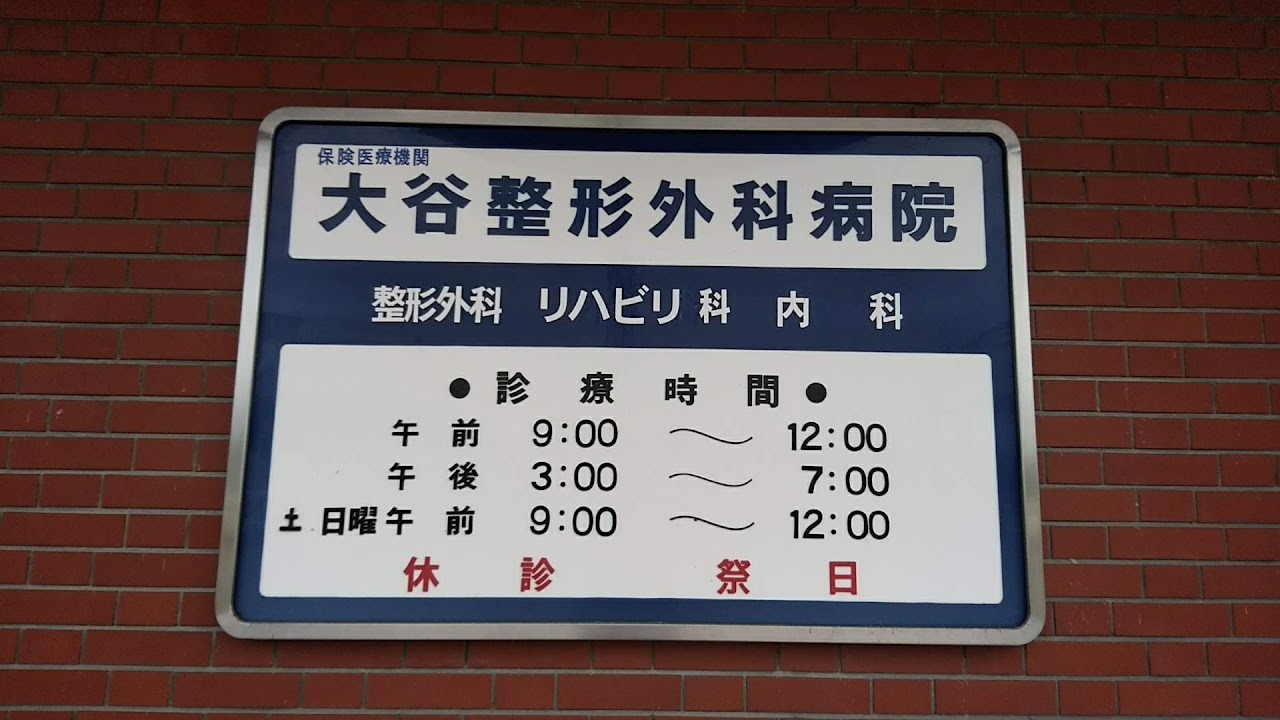 保険医療機関
大谷整形外科病院
整形外科 リハビリ科 内科
●診療時間●
午前 9:00 〜 12:00
午後 3:00 〜 7:00
土.日曜午前 9:00 〜 12:00
休診 祭日